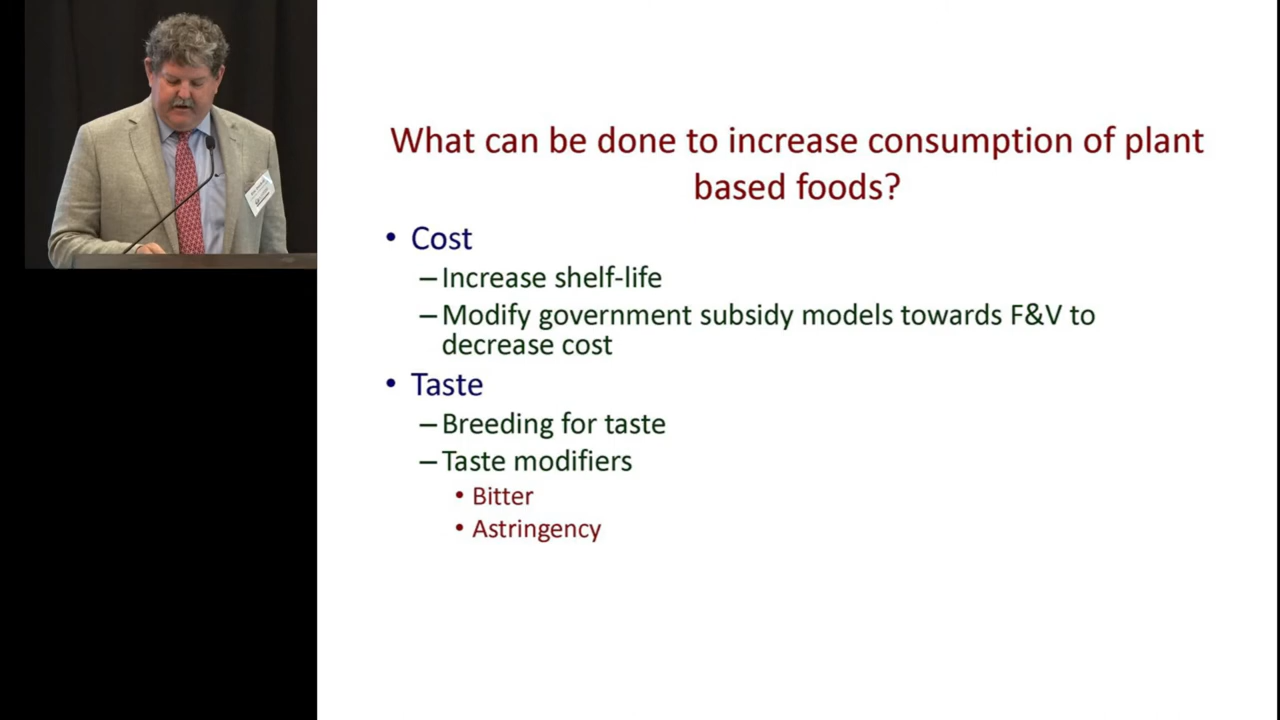 What can be done to increase consumption of plant
based foods?
• Cost
– Increase shelf-life
– Modify government subsidy models towards F&V to
decrease cost
• Taste
– Breeding for taste
– Taste modifiers
• Bitter
• Astringency